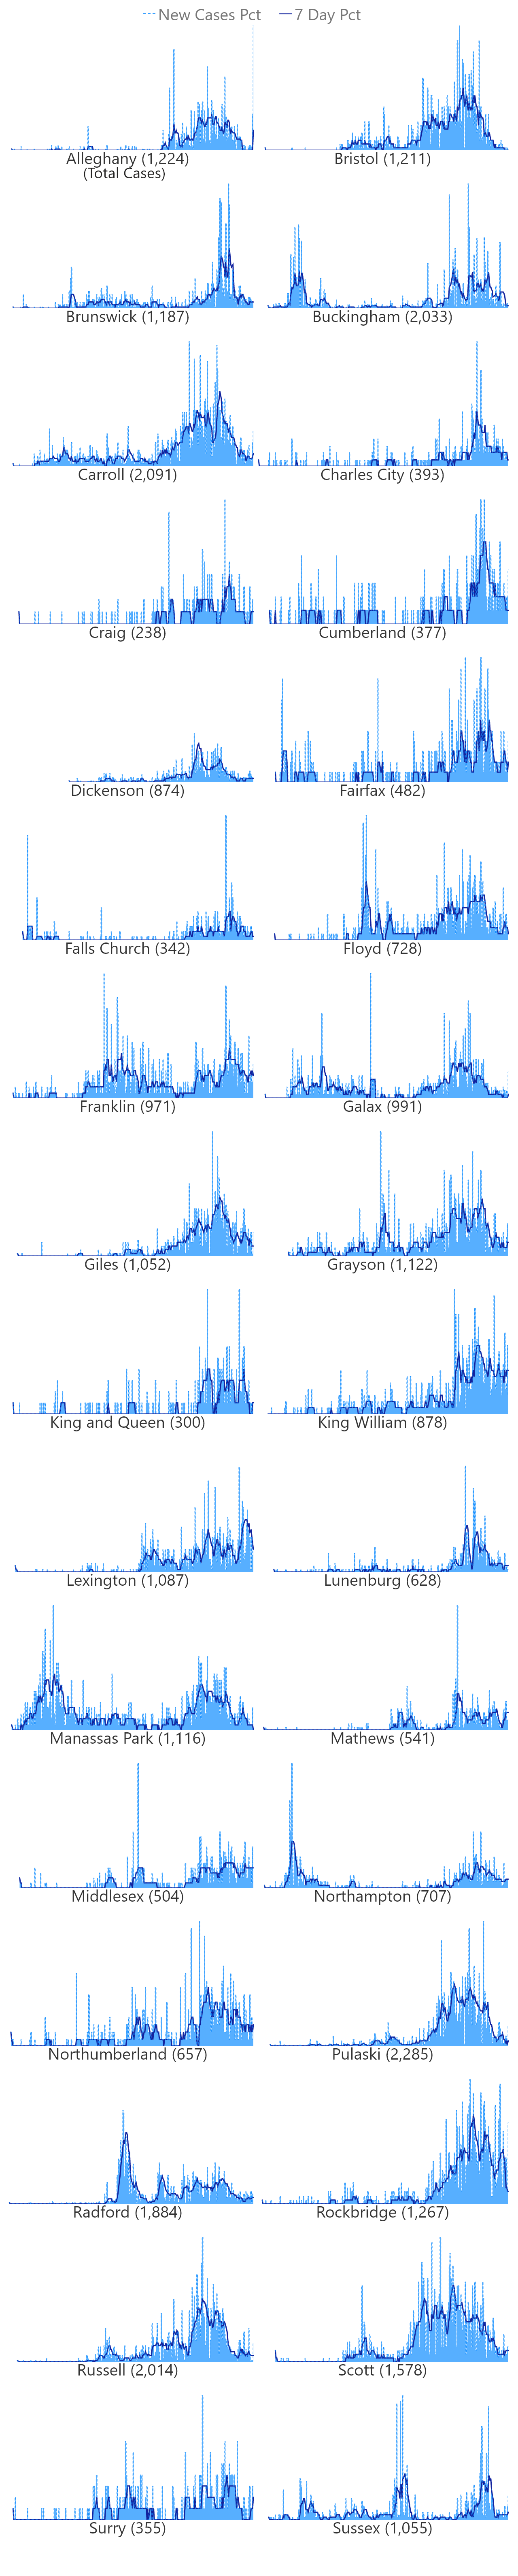 New Cases Pct 7 Day Pct
Alleghany (1,224) Bristol (1,211)
(Total Cases)
Brunswick (1,187) Buckingham (2,033)
Carroll (2,091) Charles City (393)
Craig (238) Cumberland (377)
Dickenson (874) Fairfax (482)
Falls Church (342) Floyd (728)
Franklin (971) Galax (991)
Giles (1,052) Grayson (1,122)
King and Queen (300) King William (878)
Lexington (1,087) Lunenburg (628)
Manassas Park (1,116) Mathews (541)
Middlesex (504) Northampton (707)
Northumberland (657) Pulaski (2,285)
Radford (1,884) Rockbridge (1,267)
Russell (2,014) Scott (1,578)
Surry (355) Sussex (1,055)